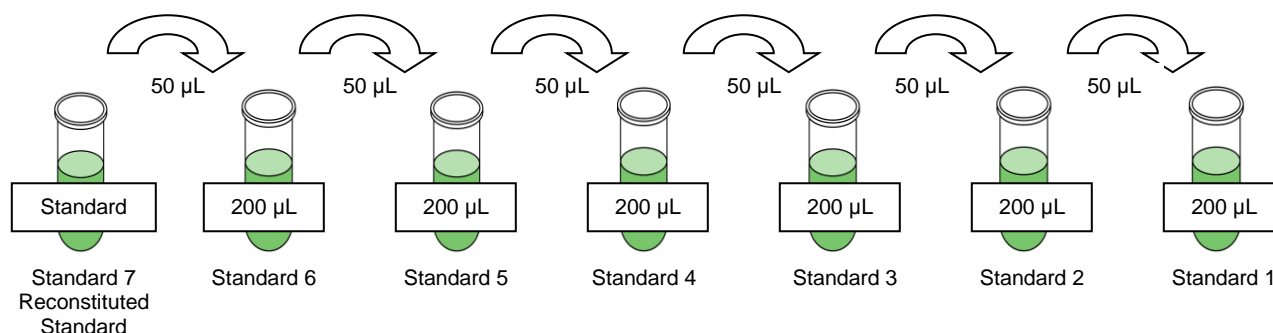 50 µL 50 µL 50 µL 50 µL 50 µL 50 µL
Standard 200 µL 200 µL 200 µL 200 µL 200 µL 200 µL
Standard 7 Standard 6 Standard 5 Standard 4 Standard 3 Standard 2 Standard 1
Reconstituted
Standard